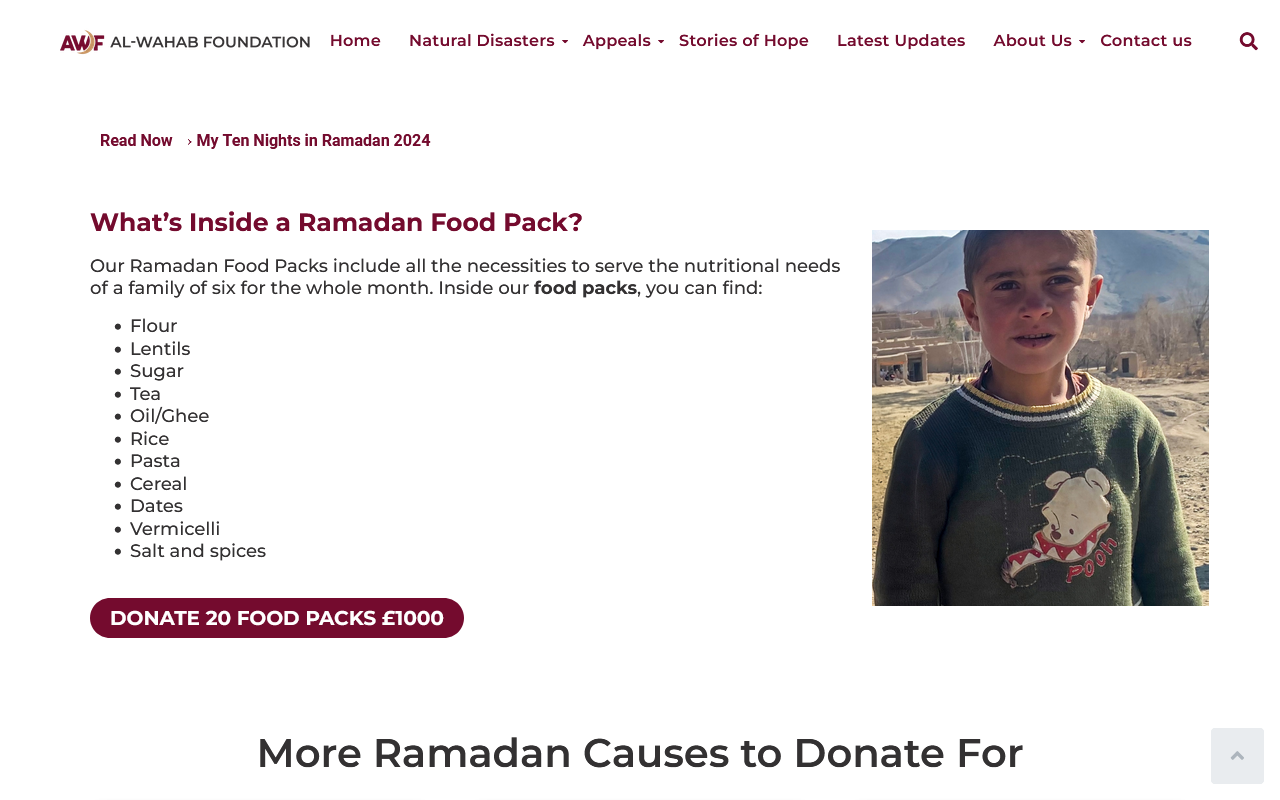 AWF AL-WAHAB FOUNDATION Home Natural Disasters Appeals Stories of Hope Latest Updates About Us Contact us
Read Now › My Ten Nights in Ramadan 2024
What’s Inside a Ramadan Food Pack?
Our Ramadan Food Packs include all the necessities to serve the nutritional needs
of a family of six for the whole month. Inside our food packs, you can find:
• Flour
• Lentils
• Sugar
• Tea
• Oil/Ghee
• Rice
• Pasta
• Cereal
• Dates
• Vermicelli
• Salt and spices
Pooh
DONATE 20 FOOD PACKS £1000
More Ramadan Causes to Donate For